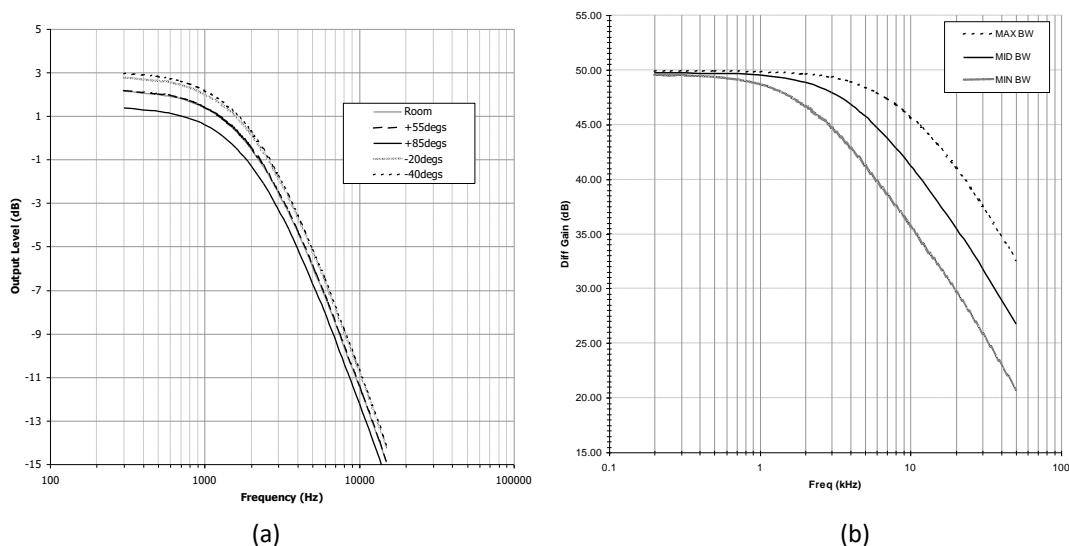 5
3
1
-1
-3
-5
-7
-9
-11
-13
-15
Output Level (dB)
100
1000
10000
100000
Frequency (Hz)
Room
+55degs
+85degs
-20degs
-40degs
(a)
55.00
50.00
45.00
40.00
35.00
30.00
25.00
20.00
15.00
Diff Gain (dB)
0.1
1
10
100
Freq (kHz)
MAX BW
MID BW
MIN BW
(b)